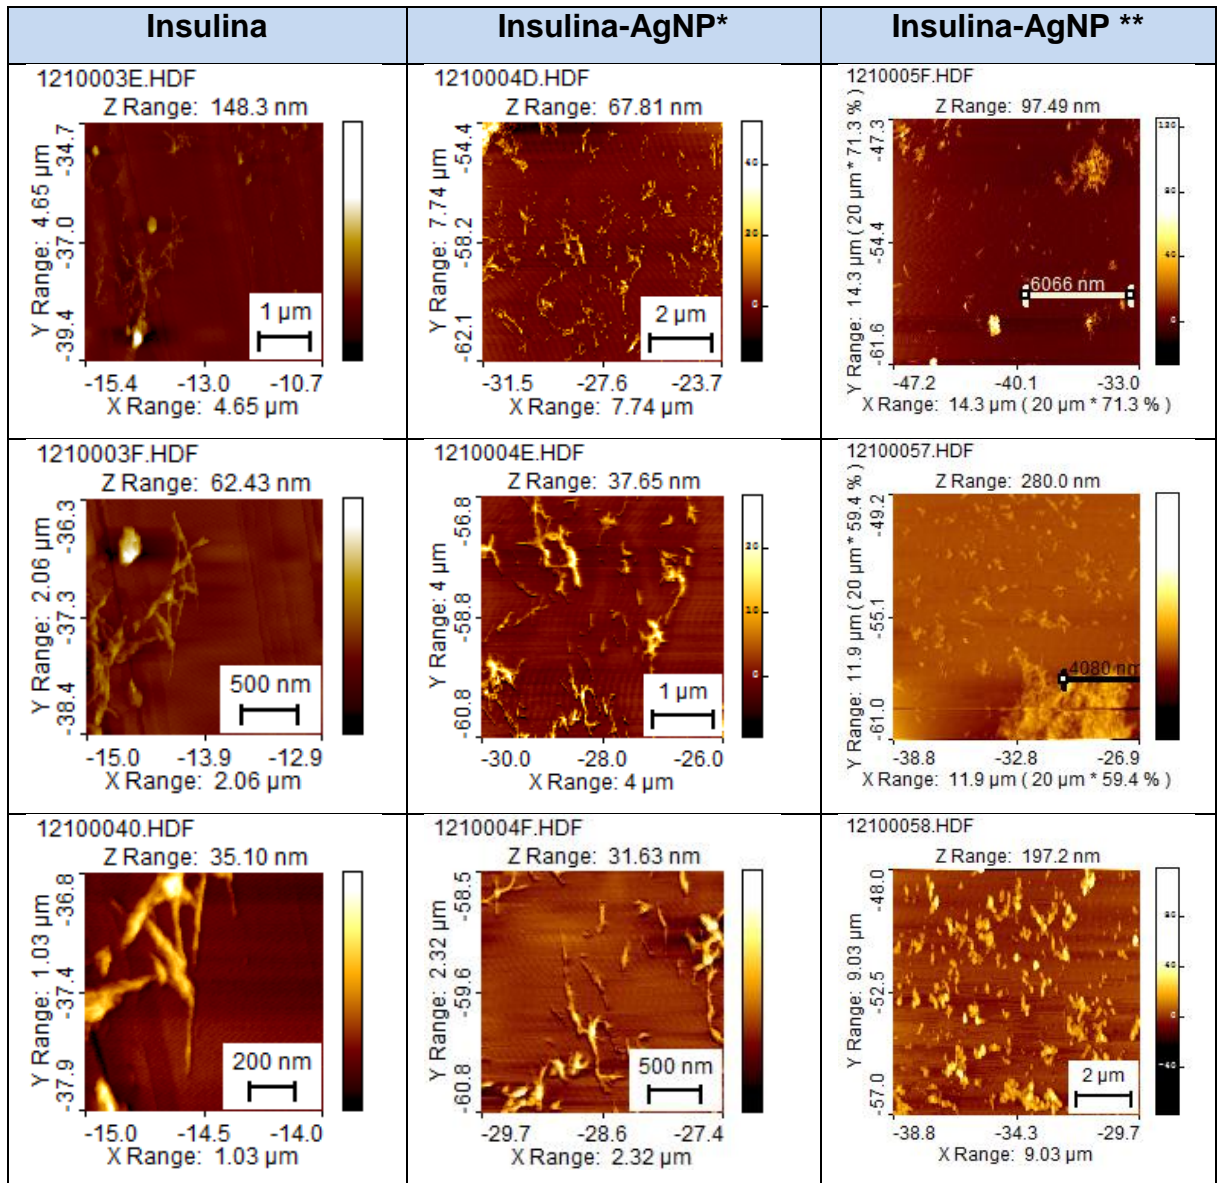 Insulina
Insulina-AgNP*
Insulina-AgNP **
1210003E.HDF
Z Range: 148.3 nm
Y Range: 4.65 µm
-34.7
-37.0
-39.4
1 µm
-15.4 -13.0 -10.7
X Range: 4.65 µm
1210004D.HDF
Z Range: 67.81 nm
Y Range: 7.74 µm
-54.4
-58.2
-62.1
40
20
0
2 µm
-31.5 -27.6 -23.7
X Range: 7.74 µm
1210005F.HDF
Z Range: 97.49 nm
Y Range: 14.3 µm ( 20 µm * 71.3 % )
-47.3
-54.4
-61.6
120
80
40
0
6066 nm
-47.2 -40.1 -33.0
X Range: 14.3 µm ( 20 µm * 71.3 % )
1210003F.HDF
Z Range: 62.43 nm
Y Range: 2.06 µm
-36.3
-37.3
-38.4
500 nm
-15.0 -13.9 -12.9
X Range: 2.06 µm
1210004E.HDF
Z Range: 37.65 nm
Y Range: 4 µm
-56.8
-58.8
-60.8
20
10
0
1 µm
-30.0 -28.0 -26.0
X Range: 4 µm
12100057.HDF
Z Range: 280.0 nm
Y Range: 11.9 µm ( 20 µm * 59.4 % )
-49.2
-55.1
-61.0
4080 nm
-38.8 -32.8 -26.9
X Range: 11.9 µm ( 20 µm * 59.4 % )
12100040.HDF
Z Range: 35.10 nm
Y Range: 1.03 µm
-36.8
-37.4
-37.9
200 nm
-15.0 -14.5 -14.0
X Range: 1.03 µm
1210004F.HDF
Z Range: 31.63 nm
Y Range: 2.32 µm
-58.5
-59.6
-60.8
500 nm
-29.7 -28.6 -27.4
X Range: 2.32 µm
12100058.HDF
Z Range: 197.2 nm
Y Range: 9.03 µm
-48.0
-52.5
-57.0
80
40
0
-40
2 µm
-38.8 -34.3 -29.7
X Range: 9.03 µm